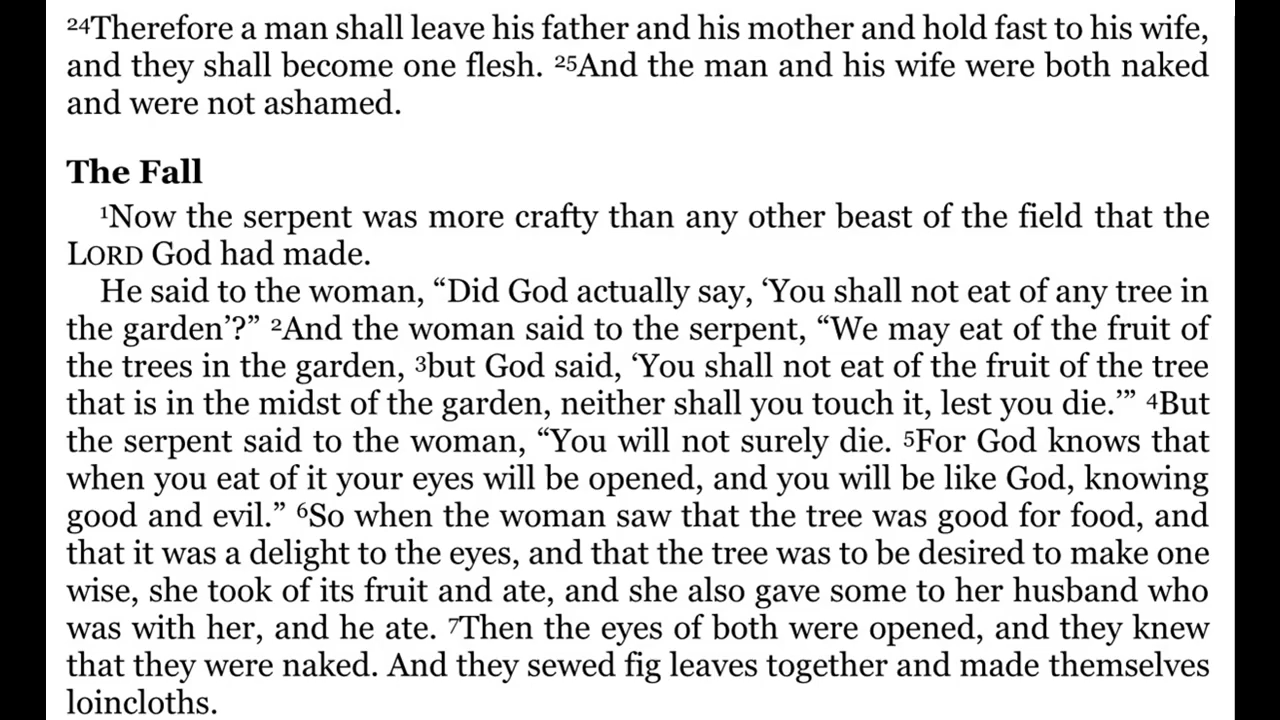 ²⁴Therefore a man shall leave his father and his mother and hold fast to his wife,
and they shall become one flesh. ²⁵And the man and his wife were both naked
and were not ashamed.
The Fall
¹Now the serpent was more crafty than any other beast of the field that the
LORD God had made.
He said to the woman, “Did God actually say, ‘You shall not eat of any tree in
the garden’?” ²And the woman said to the serpent, “We may eat of the fruit of
the trees in the garden, ³but God said, ‘You shall not eat of the fruit of the tree
that is in the midst of the garden, neither shall you touch it, lest you die.’” ⁴But
the serpent said to the woman, “You will not surely die. ⁵For God knows that
when you eat of it your eyes will be opened, and you will be like God, knowing
good and evil.” ⁶So when the woman saw that the tree was good for food, and
that it was a delight to the eyes, and that the tree was to be desired to make one
wise, she took of its fruit and ate, and she also gave some to her husband who
was with her, and he ate. ⁷Then the eyes of both were opened, and they knew
that they were naked. And they sewed fig leaves together and made themselves
loincloths.